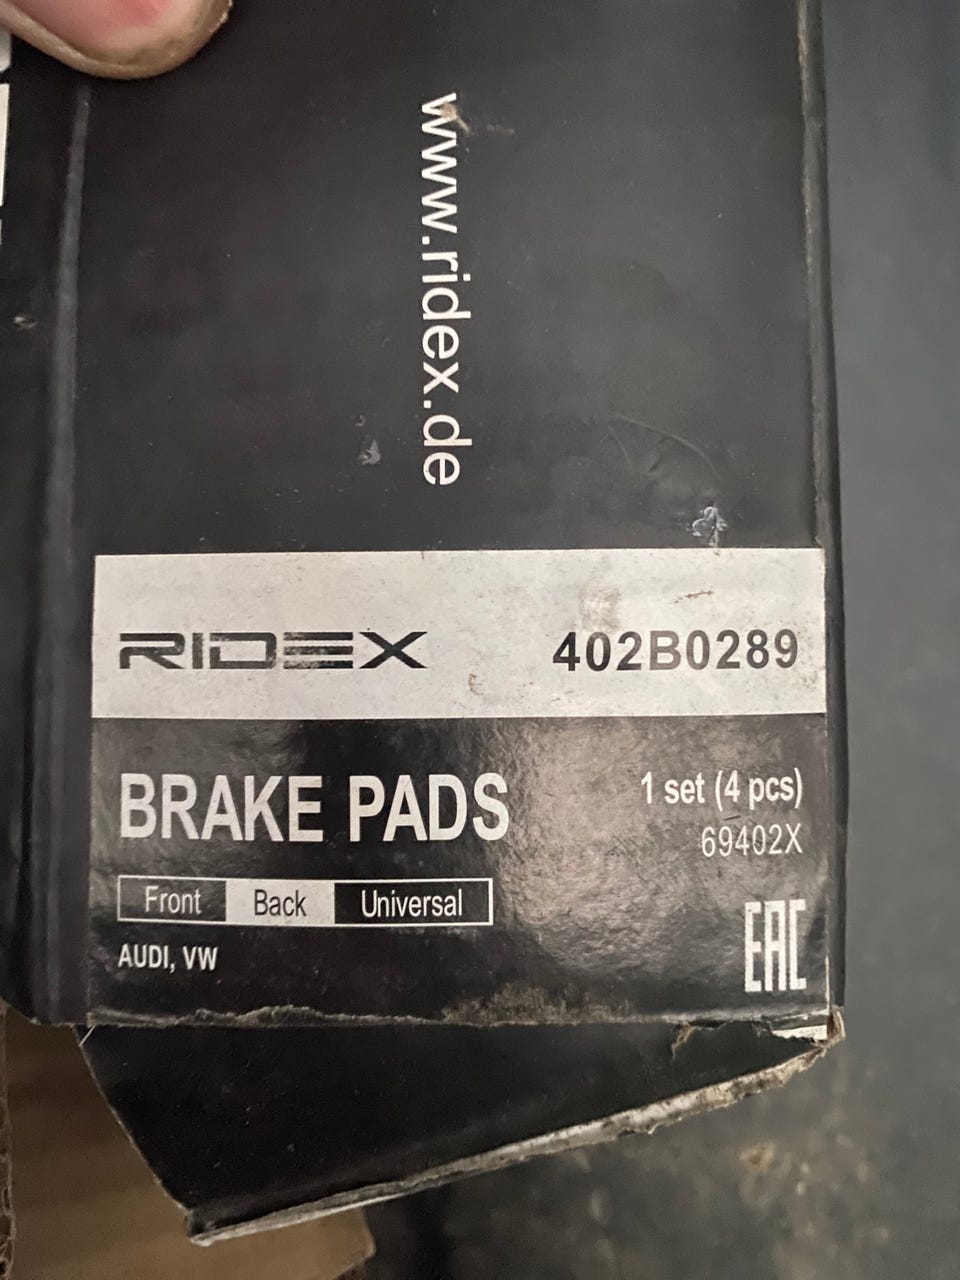 www.ridex.de
RIDEX 402B0289
BRAKE PADS 1 set (4 pcs)
69402X
Front Back Universal
EAC
AUDI, VW